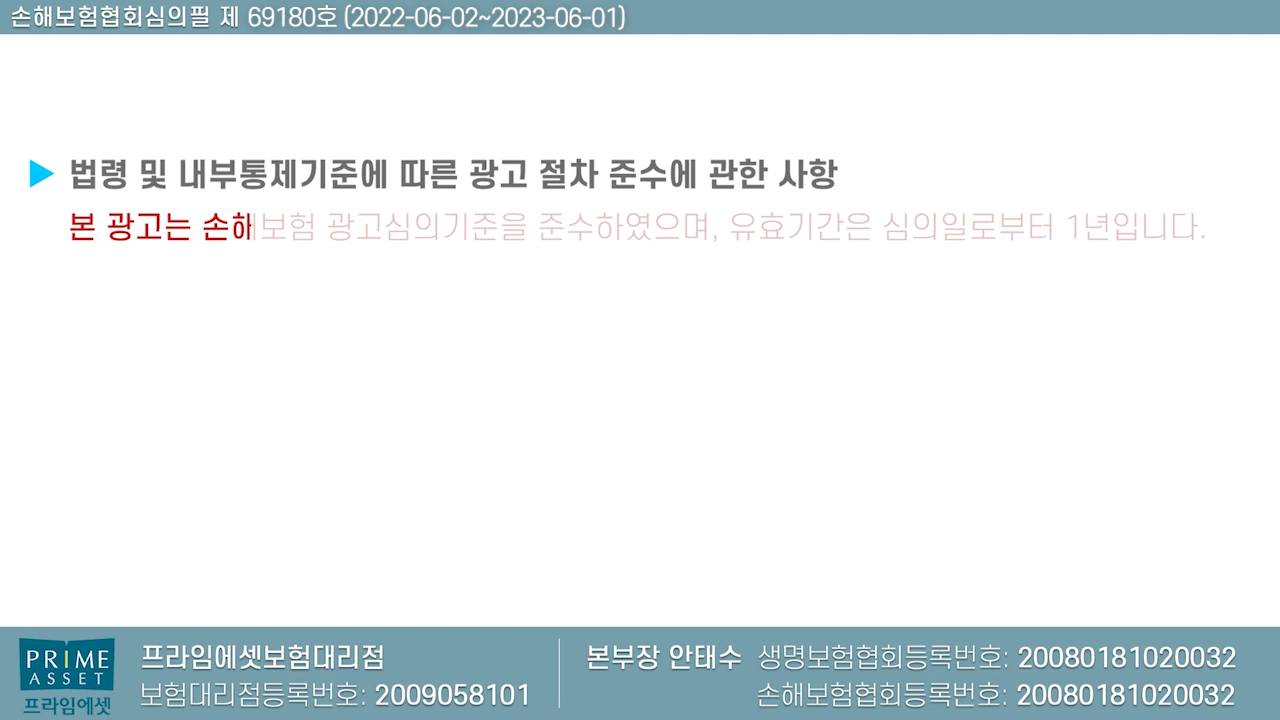 손해보험협회심의필 제 69180호 (2022-06-02~2023-06-01)
▶ 법령 및 내부통제기준에 따른 광고 절차 준수에 관한 사항
본 광고는 손해보험 광고심의기준을 준수하였으며, 유효기간은 심의일로부터 1년입니다.
PRIME
ASSET
프라임에셋
프라임에셋보험대리점
보험대리점등록번호: 2009058101
본부장 안태수 생명보험협회등록번호: 20080181020032
손해보험협회등록번호: 20080181020032